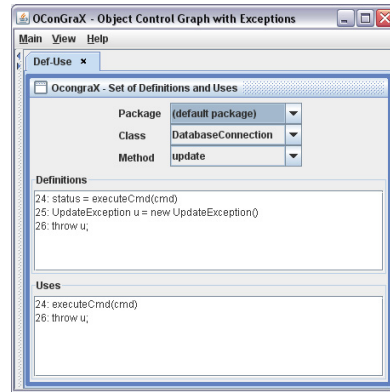 OConGraX - Object Control Graph with Exceptions
Main View Help
Def-Use ×
OcongraX - Set of Definitions and Uses
Package (default package)
Class DatabaseConnection
Method update
Definitions
24: status = executeCmd(cmd)
25: UpdateException u = new UpdateException()
26: throw u;
Uses
24: executeCmd(cmd)
26: throw u;